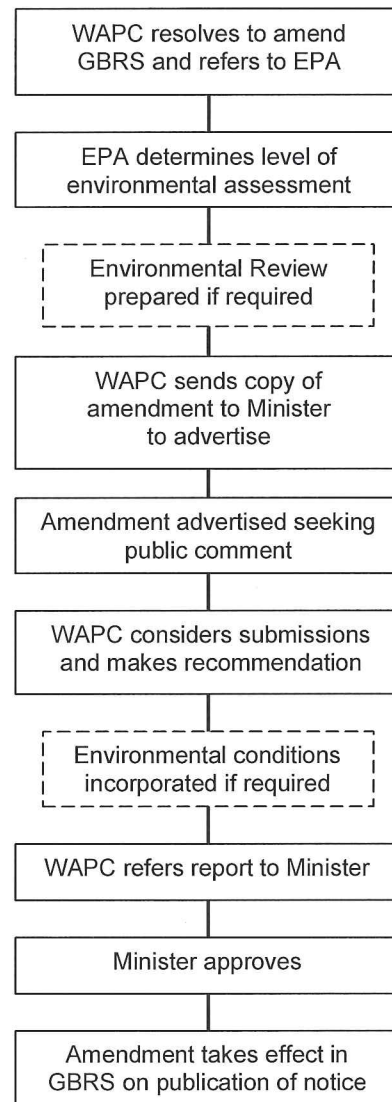 WAPC resolves to amend
GBRS and refers to EPA
EPA determines level of
environmental assessment
Environmental Review
prepared if required
WAPC sends copy of
amendment to Minister
to advertise
Amendment advertised seeking
public comment
WAPC considers submissions
and makes recommendation
Environmental conditions
incorporated if required
WAPC refers report to Minister
Minister approves
Amendment takes effect in
GBRS on publication of notice